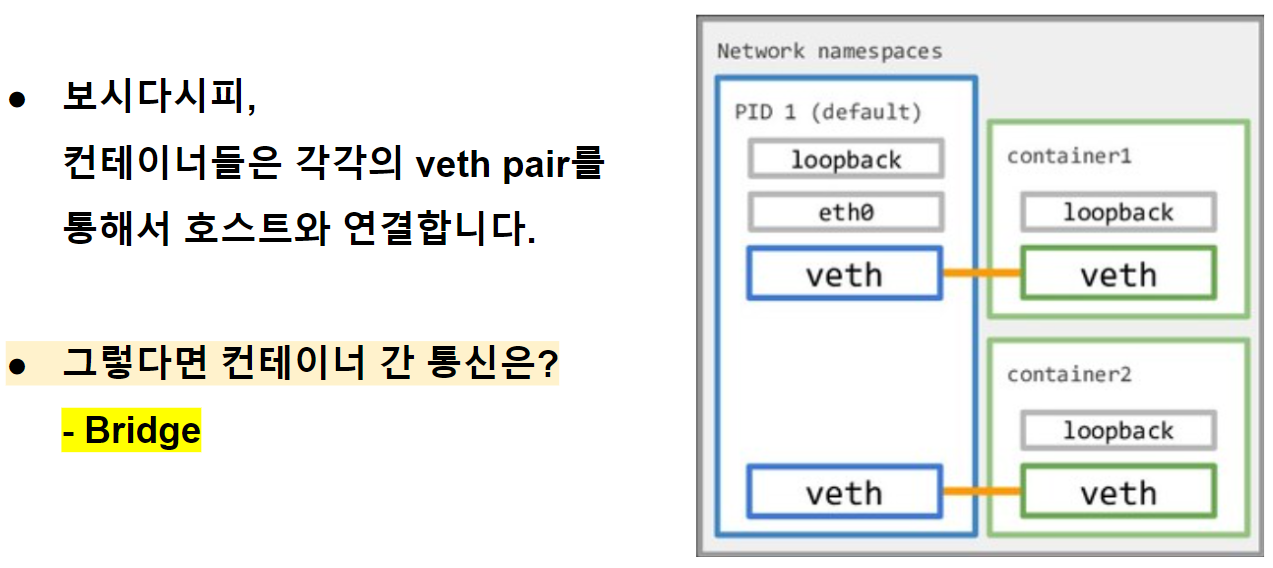 ● 보시다시피,
컨테이너들은 각각의 veth pair를
통해서 호스트와 연결합니다.
● 그렇다면 컨테이너 간 통신은?
- Bridge
Network namespaces
PID 1 (default)
loopback
eth0
veth
veth
container1
loopback
veth
container2
loopback
veth